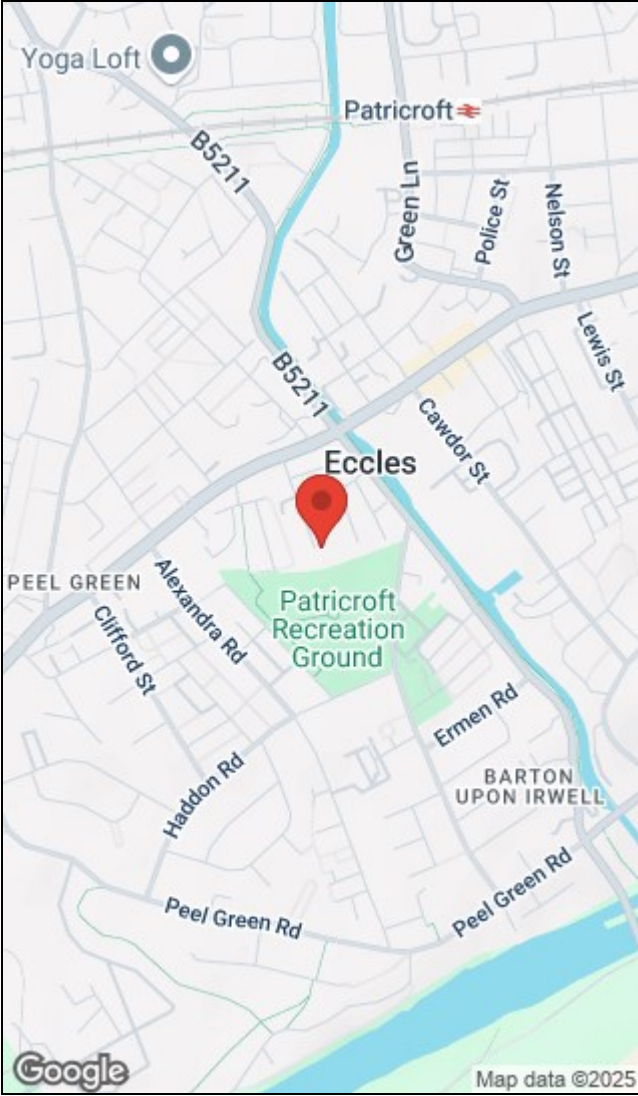 Yoga Loft
Patricroft
B5211
Green Ln
Police St
Nelson St
Lewis St
B5211
Cawdor St
Eccles
PEEL GREEN
Alexandra Rd
Clifford St
Patricroft
Recreation
Ground
Ermen Rd
Haddon Rd
BARTON
UPON IRWELL
Peel Green Rd
Peel Green Rd
Google
Map data ©2025